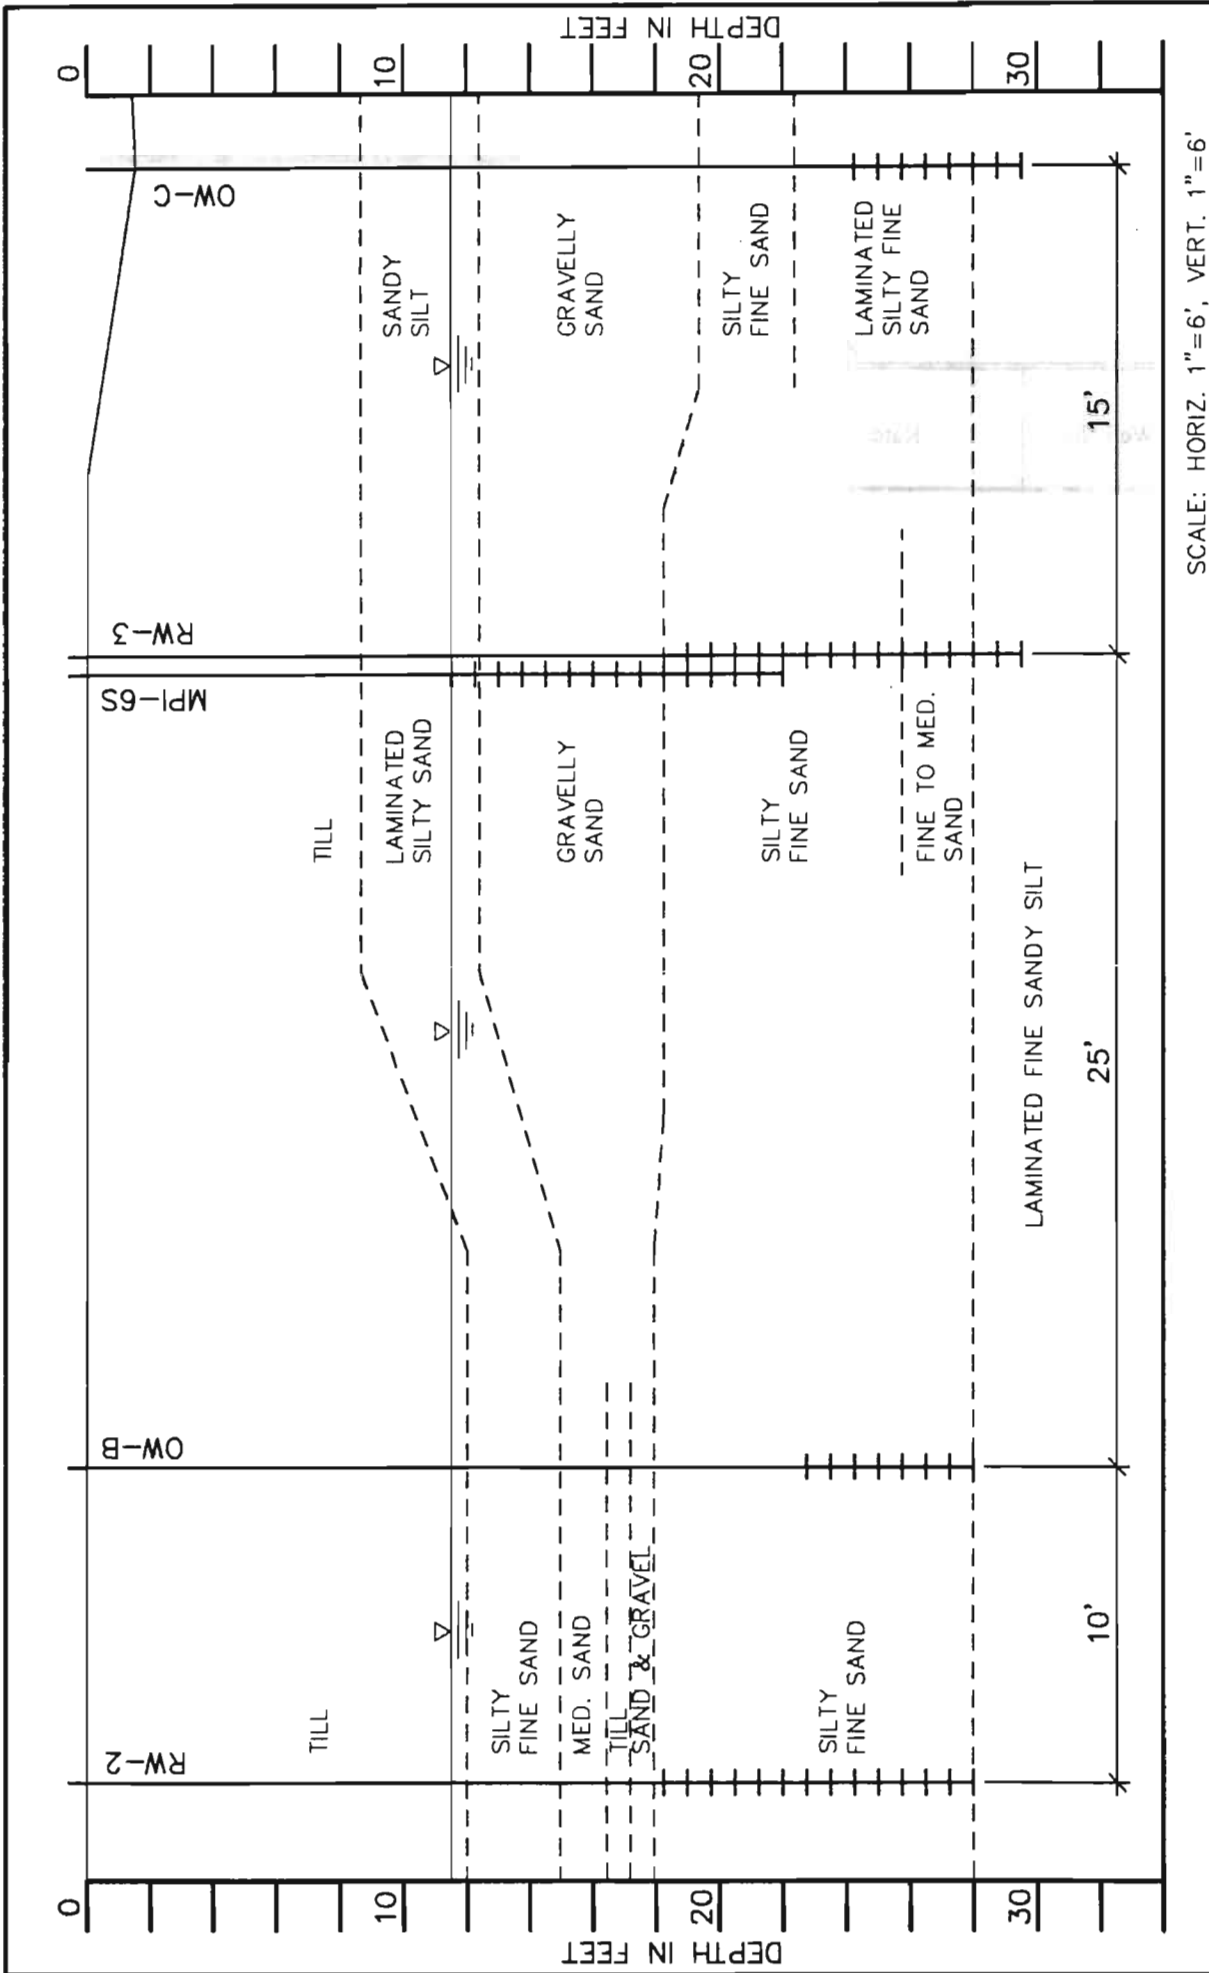 0
10
20
30
DEPTH IN FEET
0
10
20
30
DEPTH IN FEET
RW-2
OW-B
MPI-6S
RW-3
OW-C
TILL
SILTY
FINE SAND
MED. SAND
TILL
SAND & GRAVEL
SILTY
FINE SAND
TILL
LAMINATED
SILTY SAND
GRAVELLY
SAND
SILTY
FINE SAND
FINE TO MED.
SAND
LAMINATED FINE SANDY SILT
SANDY
SILT
GRAVELLY
SAND
SILTY
FINE SAND
LAMINATED
SILTY FINE
SAND
10'
25'
15'
SCALE: HORIZ. 1"=6', VERT. 1"=6'